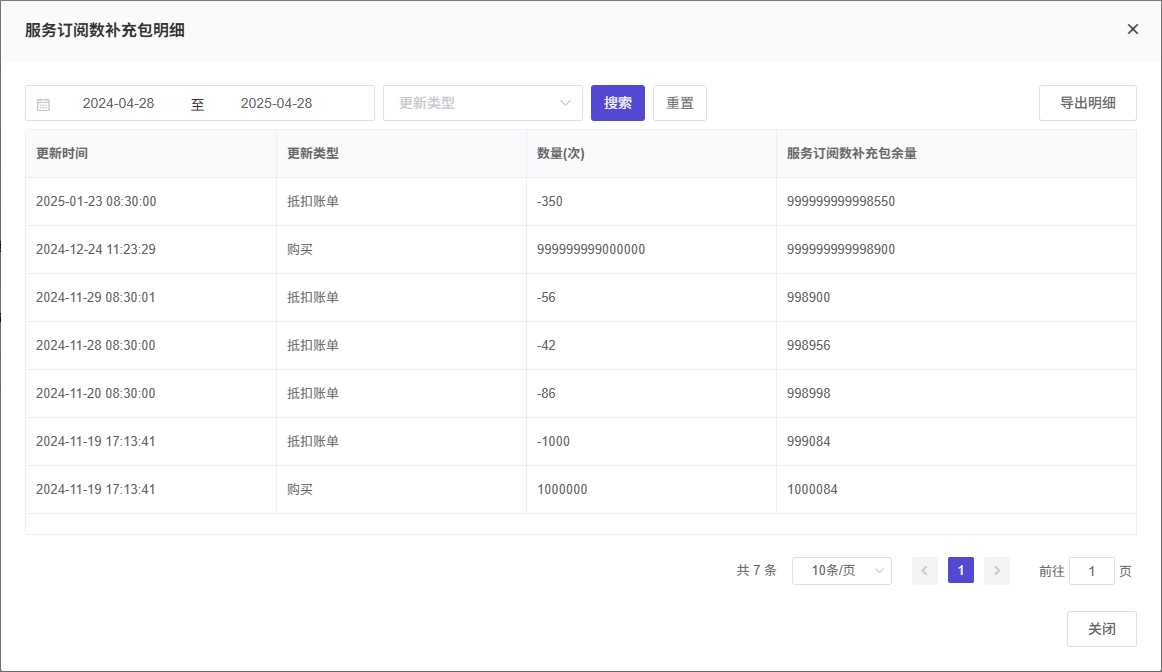 服务订阅数补充包明细
2024-04-28 至 2025-04-28 更新类型 搜索 重置 导出明细
更新时间 更新类型 数量(次) 服务订阅数补充包余量
2025-01-23 08:30:00 抵扣账单 -350 999999999998550
2024-12-24 11:23:29 购买 999999999000000 999999999998900
2024-11-29 08:30:01 抵扣账单 -56 998900
2024-11-28 08:30:00 抵扣账单 -42 998956
2024-11-20 08:30:00 抵扣账单 -86 998998
2024-11-19 17:13:41 抵扣账单 -1000 999084
2024-11-19 17:13:41 购买 1000000 1000084
共 7 条 10条/页 1 前往 1 页
关闭